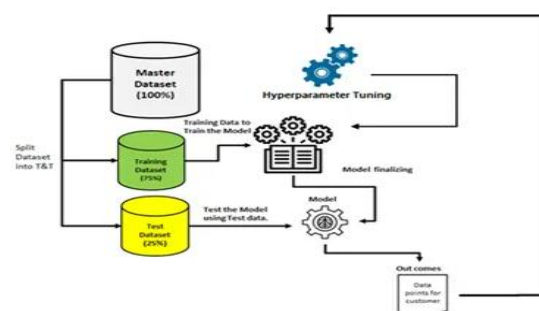 Master
Dataset
(100%)
Hyperparameter Tuning
Training Data to
Train the Model
Split
Dataset
into T&T
Training
Dataset
(75%)
Model finalizing
Test the Model
using Test data.
Model
Test
Dataset
(25%)
Out comes
Data
points for
customer